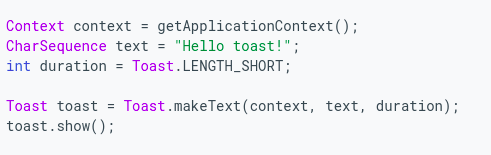 Context context = getApplicationContext();
CharSequence text = "Hello toast!";
int duration = Toast.LENGTH_SHORT;
Toast toast = Toast.makeText(context, text, duration);
toast.show();